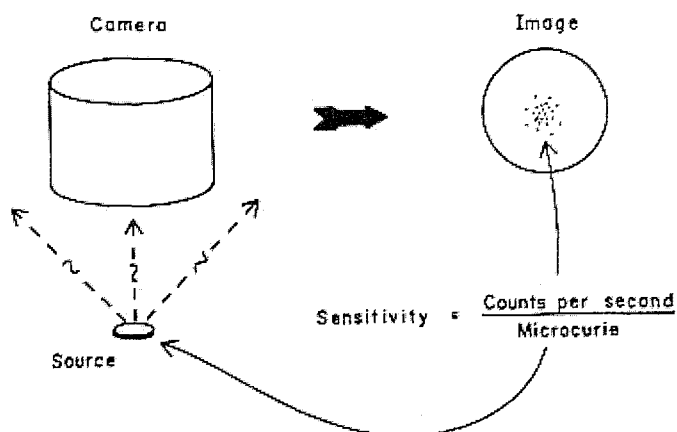 Camera
Image
Sensitivity = Counts per second
Microcurie
Source